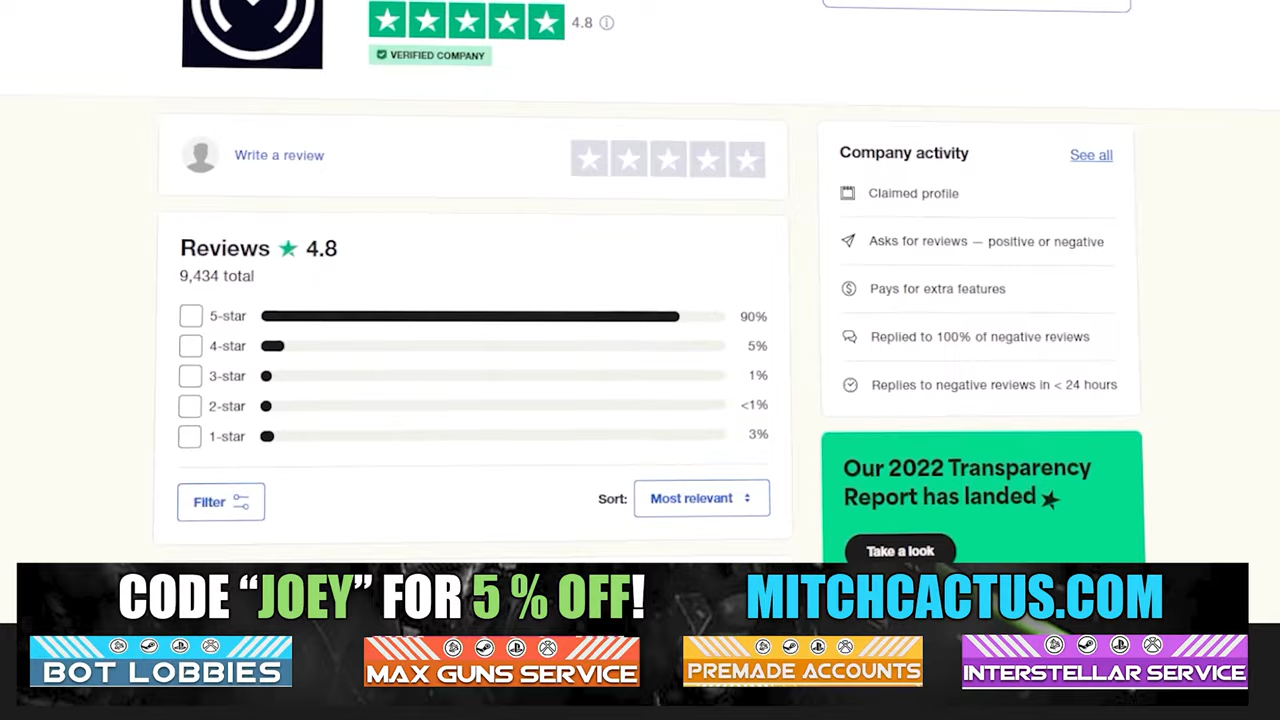 4.8
VERIFIED COMPANY
Write a review
Reviews 4.8
9,434 total
5-star 90%
4-star 5%
3-star 1%
2-star <1%
1-star 3%
Filter
Sort: Most relevant
Company activity See all
Claimed profile
Asks for reviews — positive or negative
Pays for extra features
Replied to 100% of negative reviews
Replies to negative reviews in < 24 hours
Our 2022 Transparency
Report has landed
Take a look
CODE “JOEY” FOR 5 % OFF!
MITCHCACTUS.COM
BOT LOBBIES
MAX GUNS SERVICE
PREMADE ACCOUNTS
INTERSTELLAR SERVICE